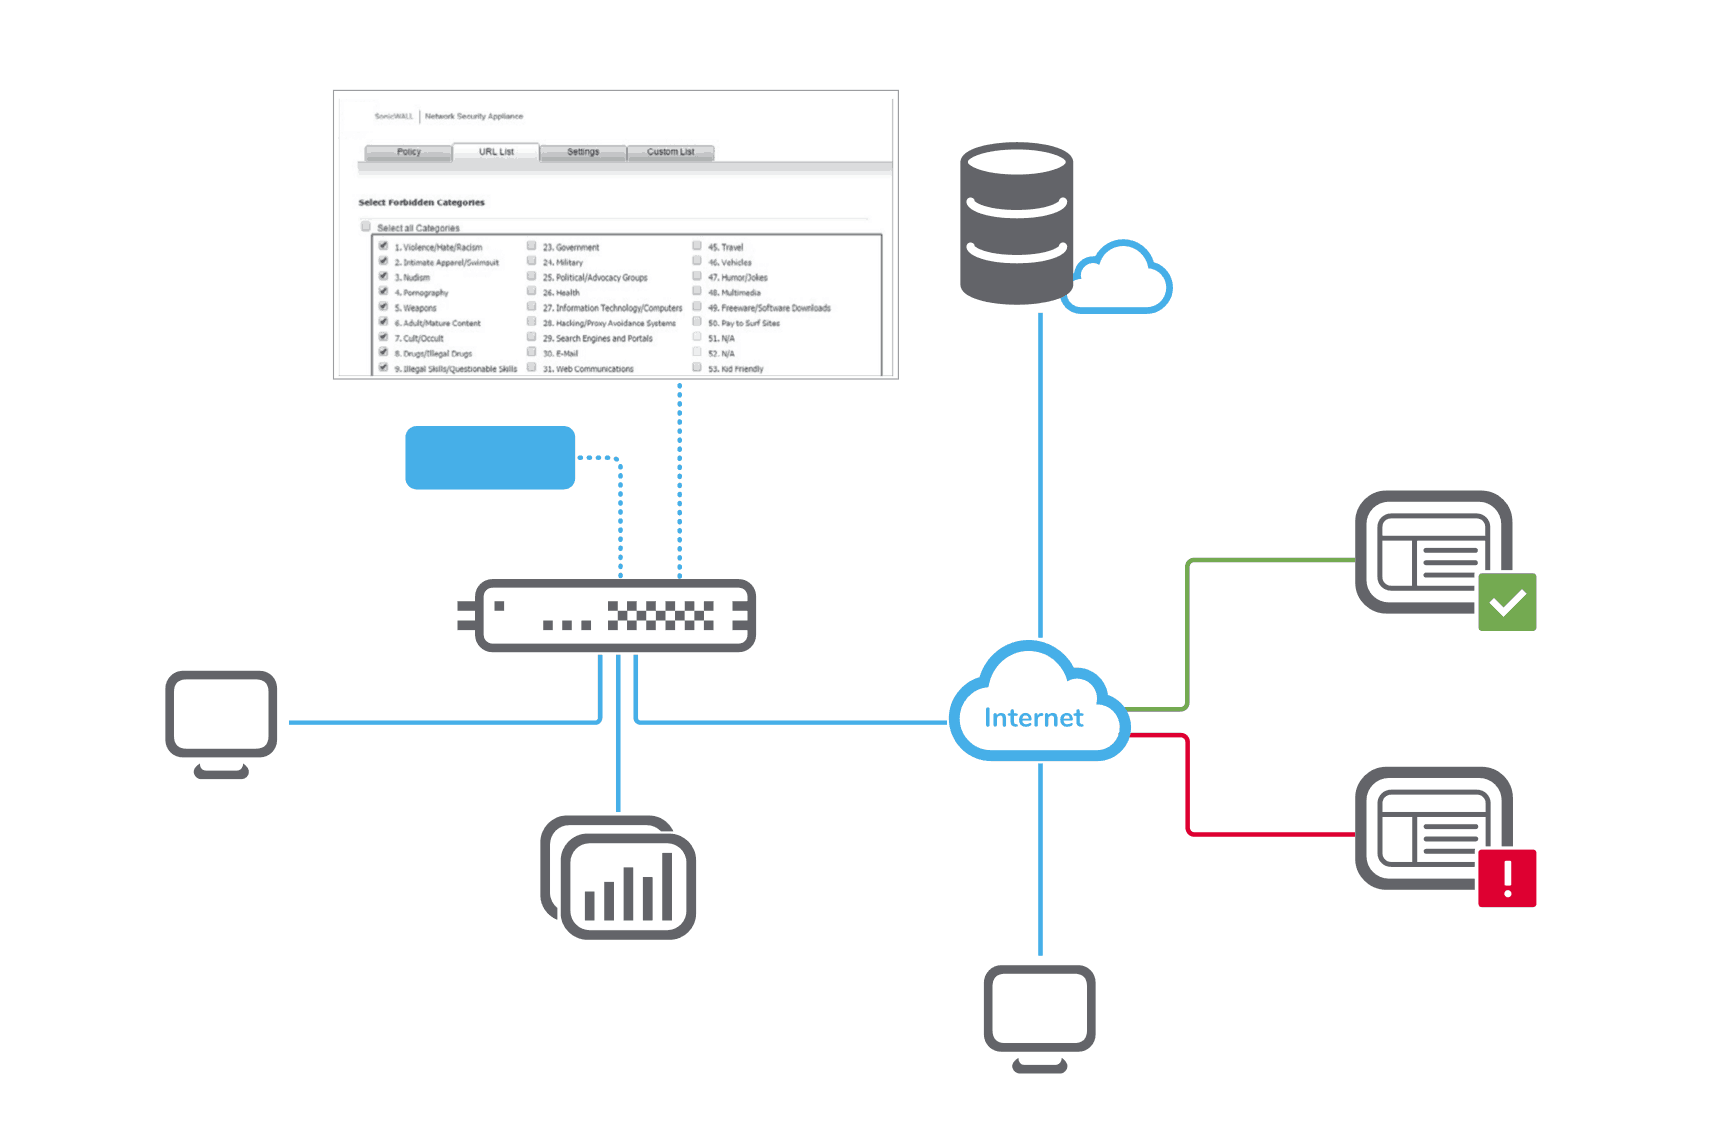 SonicWALL | Network Security Appliance
Policy URL List Settings Custom List
Select Forbidden Categories
Select all Categories
1. Violence/Hate/Racism 23. Government 45. Travel
2. Intimate Apparel/Swimsuit 24. Military 46. Vehicles
3. Nudism 25. Political/Advocacy Groups 47. Humor/Jokes
4. Pornography 26. Health 48. Multimedia
5. Weapons 27. Information Technology/Computers 49. Freeware/Software Downloads
6. Adult/Mature Content 28. Hacking/Proxy Avoidance Systems 50. Pay to Surf Sites
7. Cult/Occult 29. Search Engines and Portals 51. N/A
8. Drugs/Illegal Drugs 30. E-Mail 52. N/A
9. Illegal Skills/Questionable Skills 31. Web Communications 53. Kid Friendly
Internet